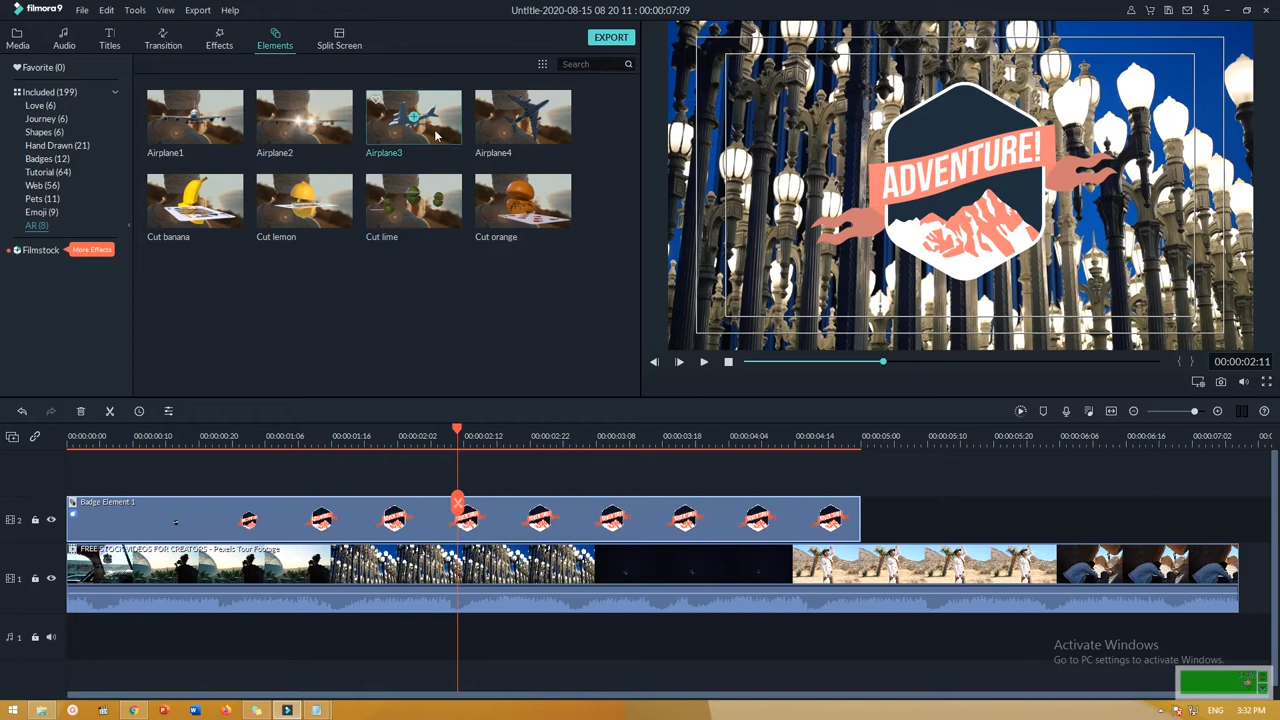 filmora9 File Edit Tools View Export Help
Untitle-2020-08-15 08 20 11 : 00:00:07:09
Media Audio Titles Transition Effects Elements Split Screen
EXPORT
Favorite (0)
Search
Included (199)
Love (6)
Journey (6)
Shapes (6)
Hand Drawn (21)
Badges (12)
Tutorial (64)
Web (56)
Pets (11)
Emoji (9)
AR (8)
Filmstock More Effects
Airplane1 Airplane2 Airplane3 Airplane4
Cut banana Cut lemon Cut lime Cut orange
ADVENTURE!
00:00:02:11
00:00:00:00 00:00:00:10 00:00:00:20 00:00:01:06 00:00:01:16 00:00:02:02 00:00:02:12 00:00:02:22 00:00:03:08 00:00:03:18 00:00:04:04 00:00:04:14 00:00:05:00 00:00:05:10 00:00:05:20 00:00:06:06 00:00:06:16 00:00:07:02
Badge Element 1
2
FREE STOCK VIDEOS FOR CREATORS - Pexels Tour Footage
1
1
Activate Windows
Go to PC settings to activate Windows.
ENG 3:32 PM